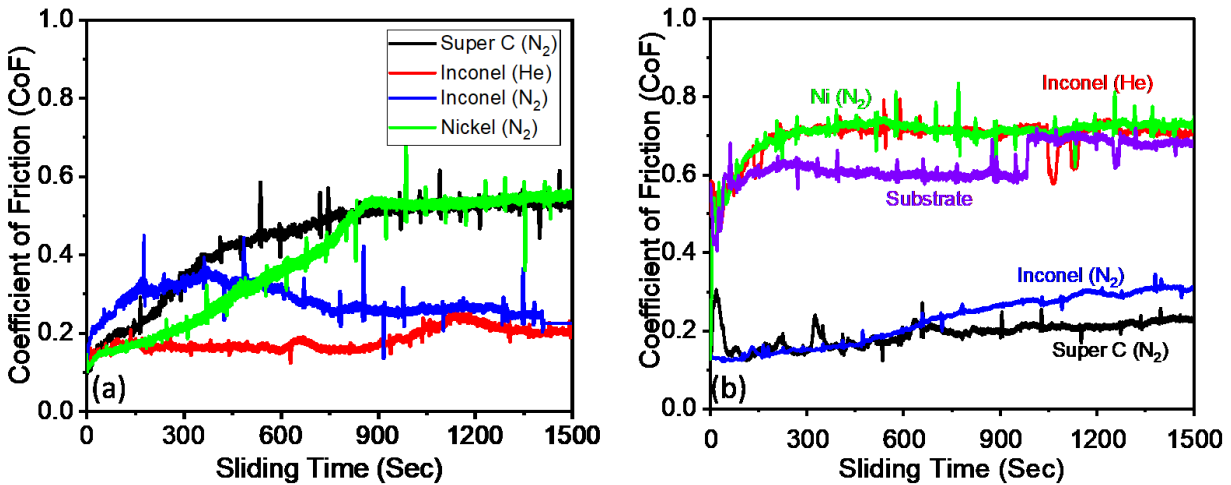 Coefficient of Friction (CoF)
1.0
0.8
0.6
0.4
0.2
0.0
Super C (N₂)
Inconel (He)
Inconel (N₂)
Nickel (N₂)
(a)
0
300
600
900
1200
1500
Sliding Time (Sec)
Coefficient of Friction (CoF)
1.0
0.8
0.6
0.4
0.2
0.0
Ni (N₂)
Inconel (He)
Substrate
Inconel (N₂)
Super C (N₂)
(b)
0
300
600
900
1200
1500
Sliding Time (Sec)